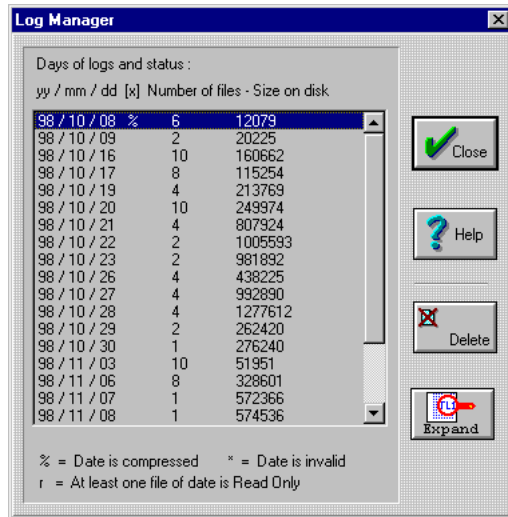 Log Manager
Days of logs and status :
yy / mm / dd [x] Number of files - Size on disk
98 / 10 / 08 % 6 12079
98 / 10 / 09 2 20225
98 / 10 / 16 10 160662
98 / 10 / 17 8 115254
98 / 10 / 19 4 213769
98 / 10 / 20 10 249974
98 / 10 / 21 4 807924
98 / 10 / 22 2 1005593
98 / 10 / 23 2 981892
98 / 10 / 26 4 438225
98 / 10 / 27 4 992890
98 / 10 / 28 4 1277612
98 / 10 / 29 2 262420
98 / 10 / 30 1 276240
98 / 11 / 03 10 51951
98 / 11 / 06 8 328601
98 / 11 / 07 1 572366
98 / 11 / 08 1 574536
% = Date is compressed * = Date is invalid
r = At least one file of date is Read Only
Close
Help
Delete
TL1
Expand